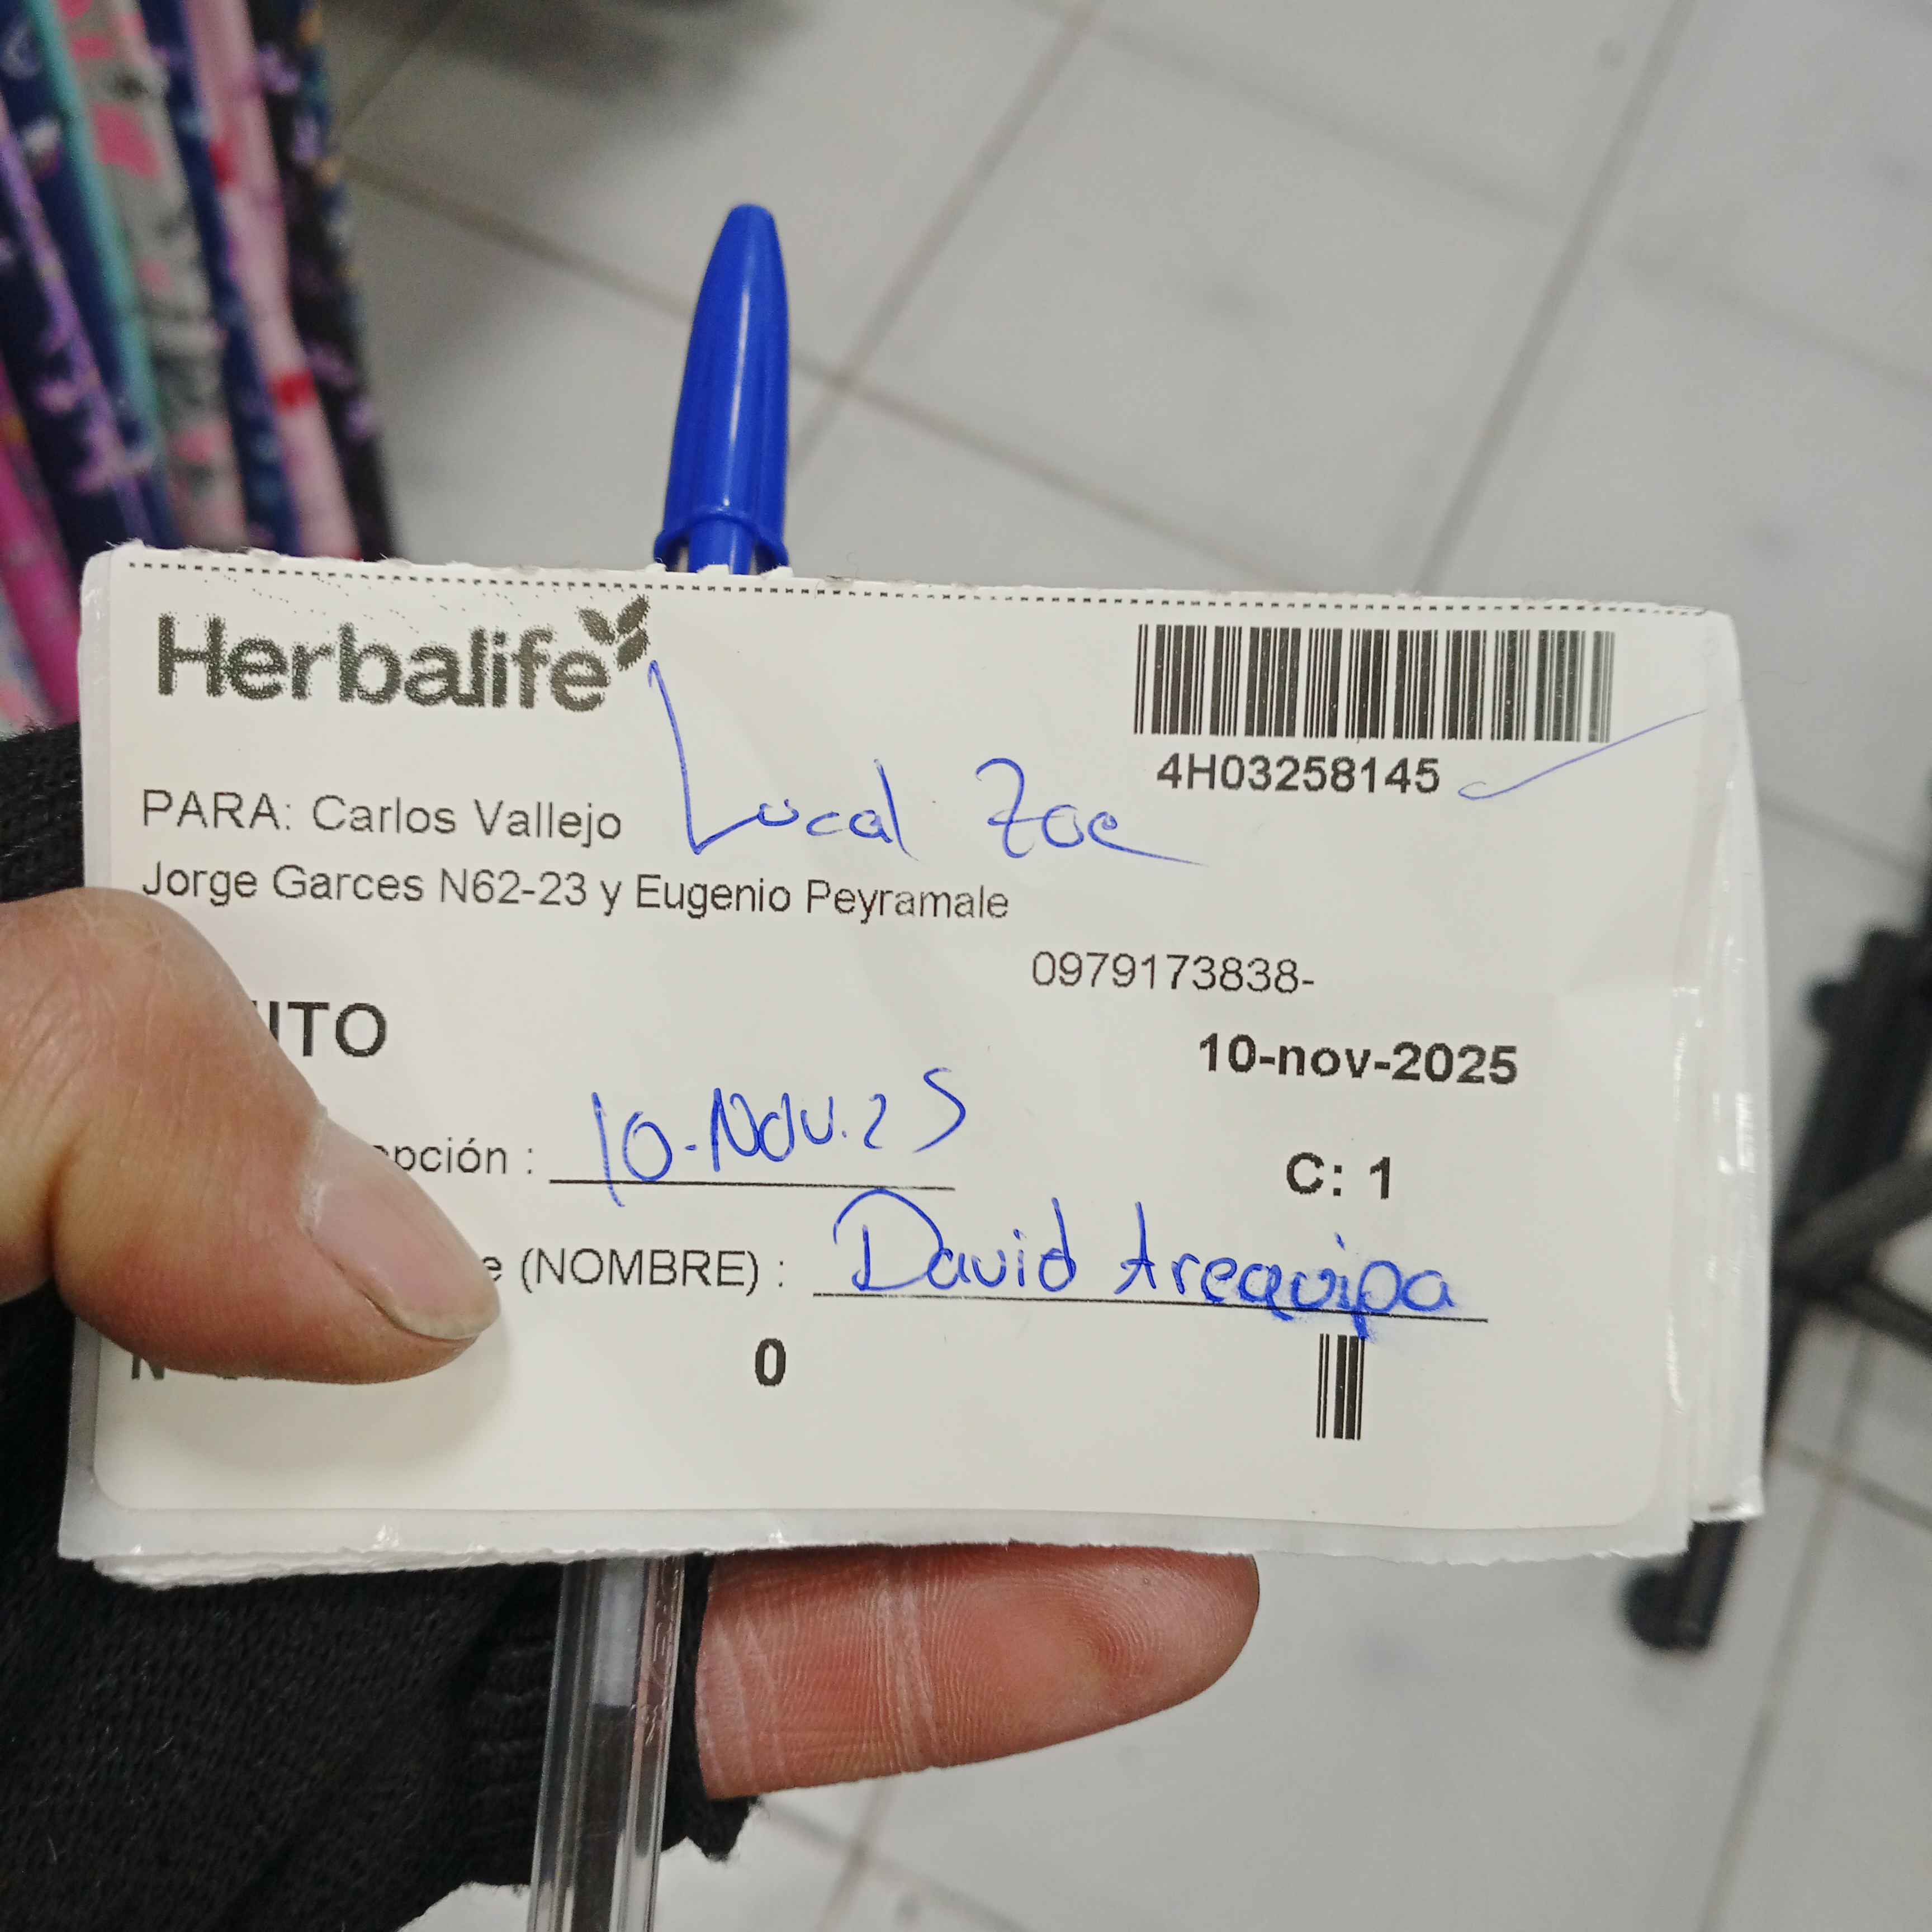 Herbalife
4H03258145
PARA: Carlos Vallejo Local Zoe
Jorge Garces N62-23 y Eugenio Peyramale
0979173838-
ITO
10-nov-2025
pción : 10-Nov.25
C: 1
e (NOMBRE) : David Arequipa
0